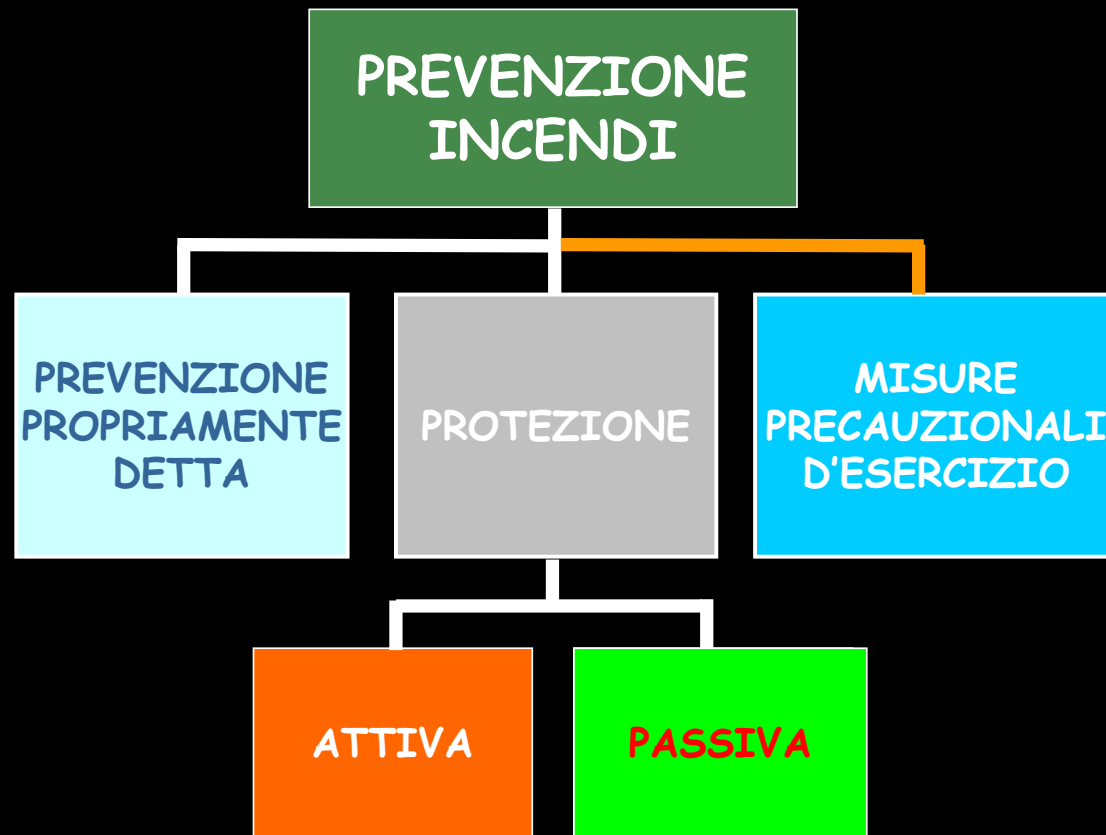 PREVENZIONE
INCENDI
PREVENZIONE
PROPRIAMENTE
DETTA
PROTEZIONE
MISURE
PRECAUZIONALI
D'ESERCIZIO
ATTIVA
PASSIVA